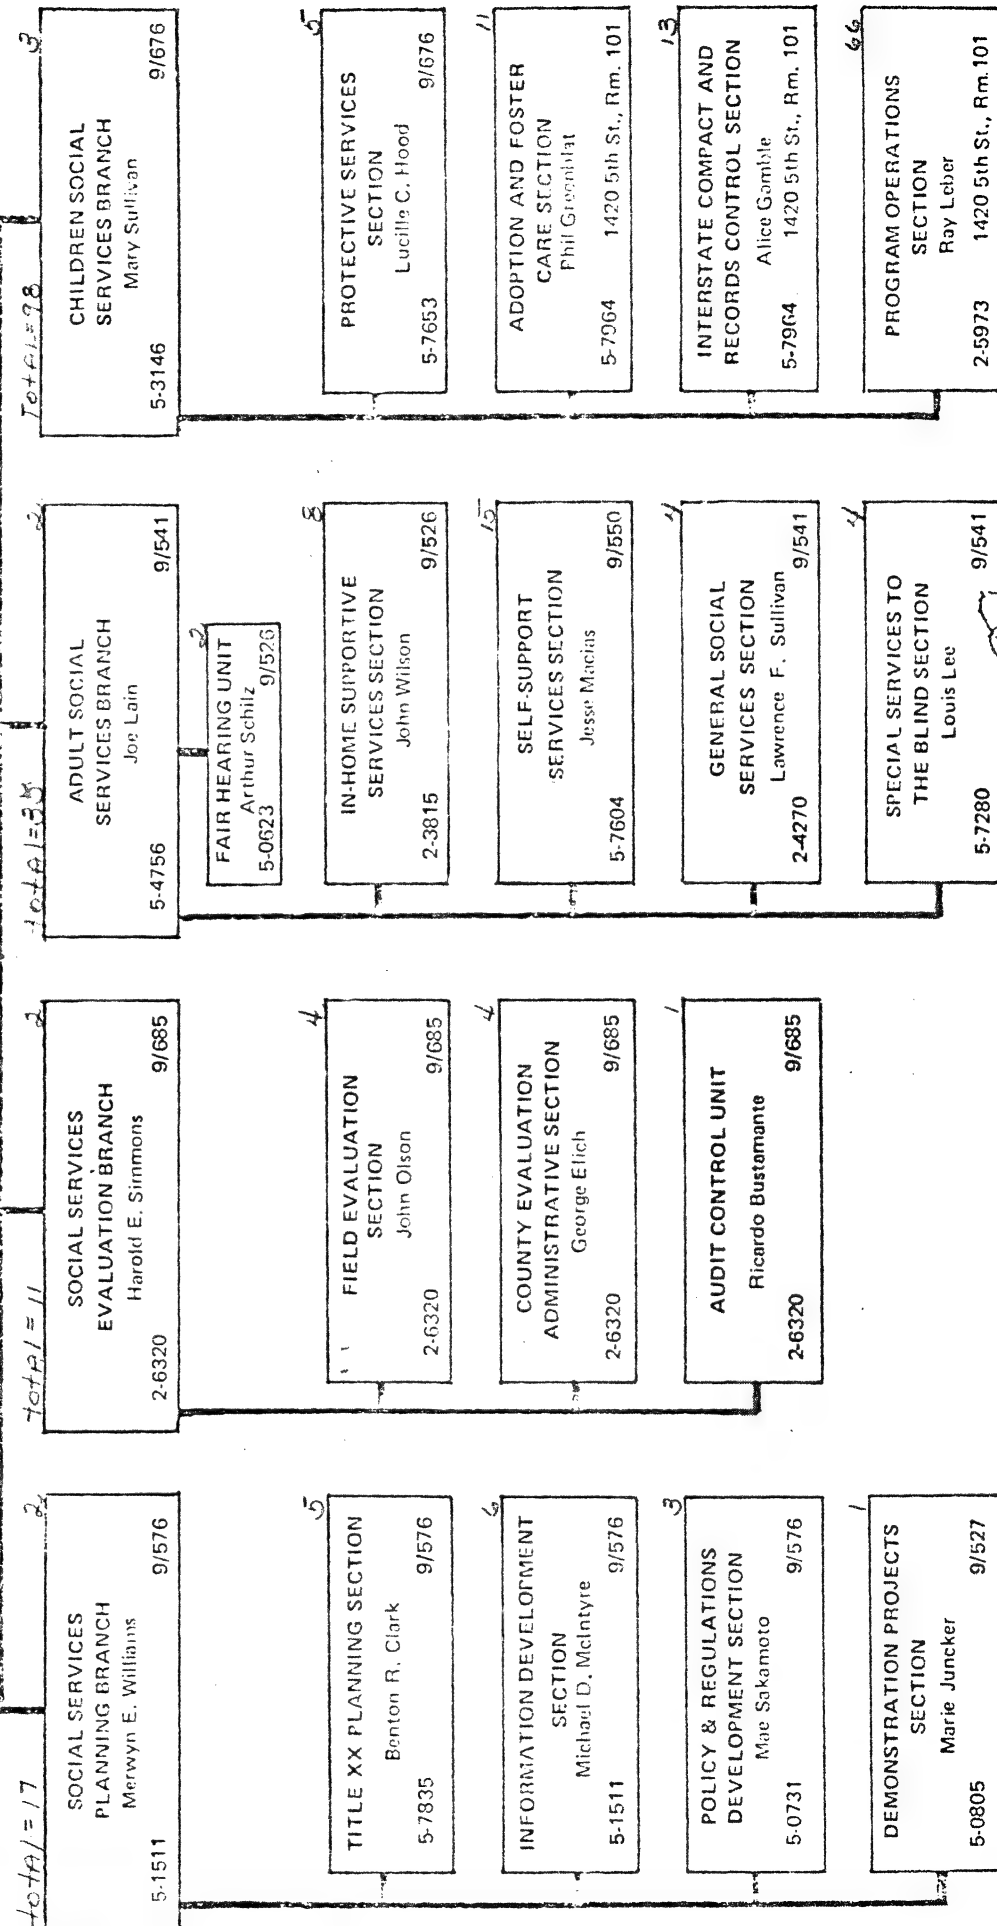 total = 17
2
SOCIAL SERVICES
PLANNING BRANCH
Merwyn E. Williams
5-1511 9/576
5
TITLE XX PLANNING SECTION
Benton R. Clark
5-7835 9/576
6
INFORMATION DEVELOPMENT
SECTION
Michael D. McIntyre
5-1511 9/576
3
POLICY & REGULATIONS
DEVELOPMENT SECTION
Mae Sakamoto
5-0731 9/576
1
DEMONSTRATION PROJECTS
SECTION
Marie Juncker
5-0805 9/527
total = 11
2
SOCIAL SERVICES
EVALUATION BRANCH
Harold E. Simmons
2-6320 9/685
4
FIELD EVALUATION
SECTION
John Olson
2-6320 9/685
4
COUNTY EVALUATION
ADMINISTRATIVE SECTION
George Elich
2-6320 9/685
1
AUDIT CONTROL UNIT
Ricardo Bustamante
2-6320 9/685
total = 35
2
ADULT SOCIAL
SERVICES BRANCH
Joe Lain
5-4756 9/541
2
FAIR HEARING UNIT
Arthur Schilz
5-0623 9/526
8
IN-HOME SUPPORTIVE
SERVICES SECTION
John Wilson
2-3815 9/526
15
SELF-SUPPORT
SERVICES SECTION
Jesse Macias
5-7604 9/550
4
GENERAL SOCIAL
SERVICES SECTION
Lawrence F. Sullivan
2-4270 9/541
4
SPECIAL SERVICES TO
THE BLIND SECTION
Louis Lee
5-7280 9/541
Total = 98
3
CHILDREN SOCIAL
SERVICES BRANCH
Mary Sullivan
5-3146 9/676
5
PROTECTIVE SERVICES
SECTION
Lucille C. Hood
5-7653 9/676
11
ADOPTION AND FOSTER
CARE SECTION
Phil Greenblat
5-7964 1420 5th St., Rm. 101
13
INTERSTATE COMPACT AND
RECORDS CONTROL SECTION
Alice Gamble
5-7964 1420 5th St., Rm. 101
66
PROGRAM OPERATIONS
SECTION
Ray Leber
2-5973 1420 5th St., Rm. 101